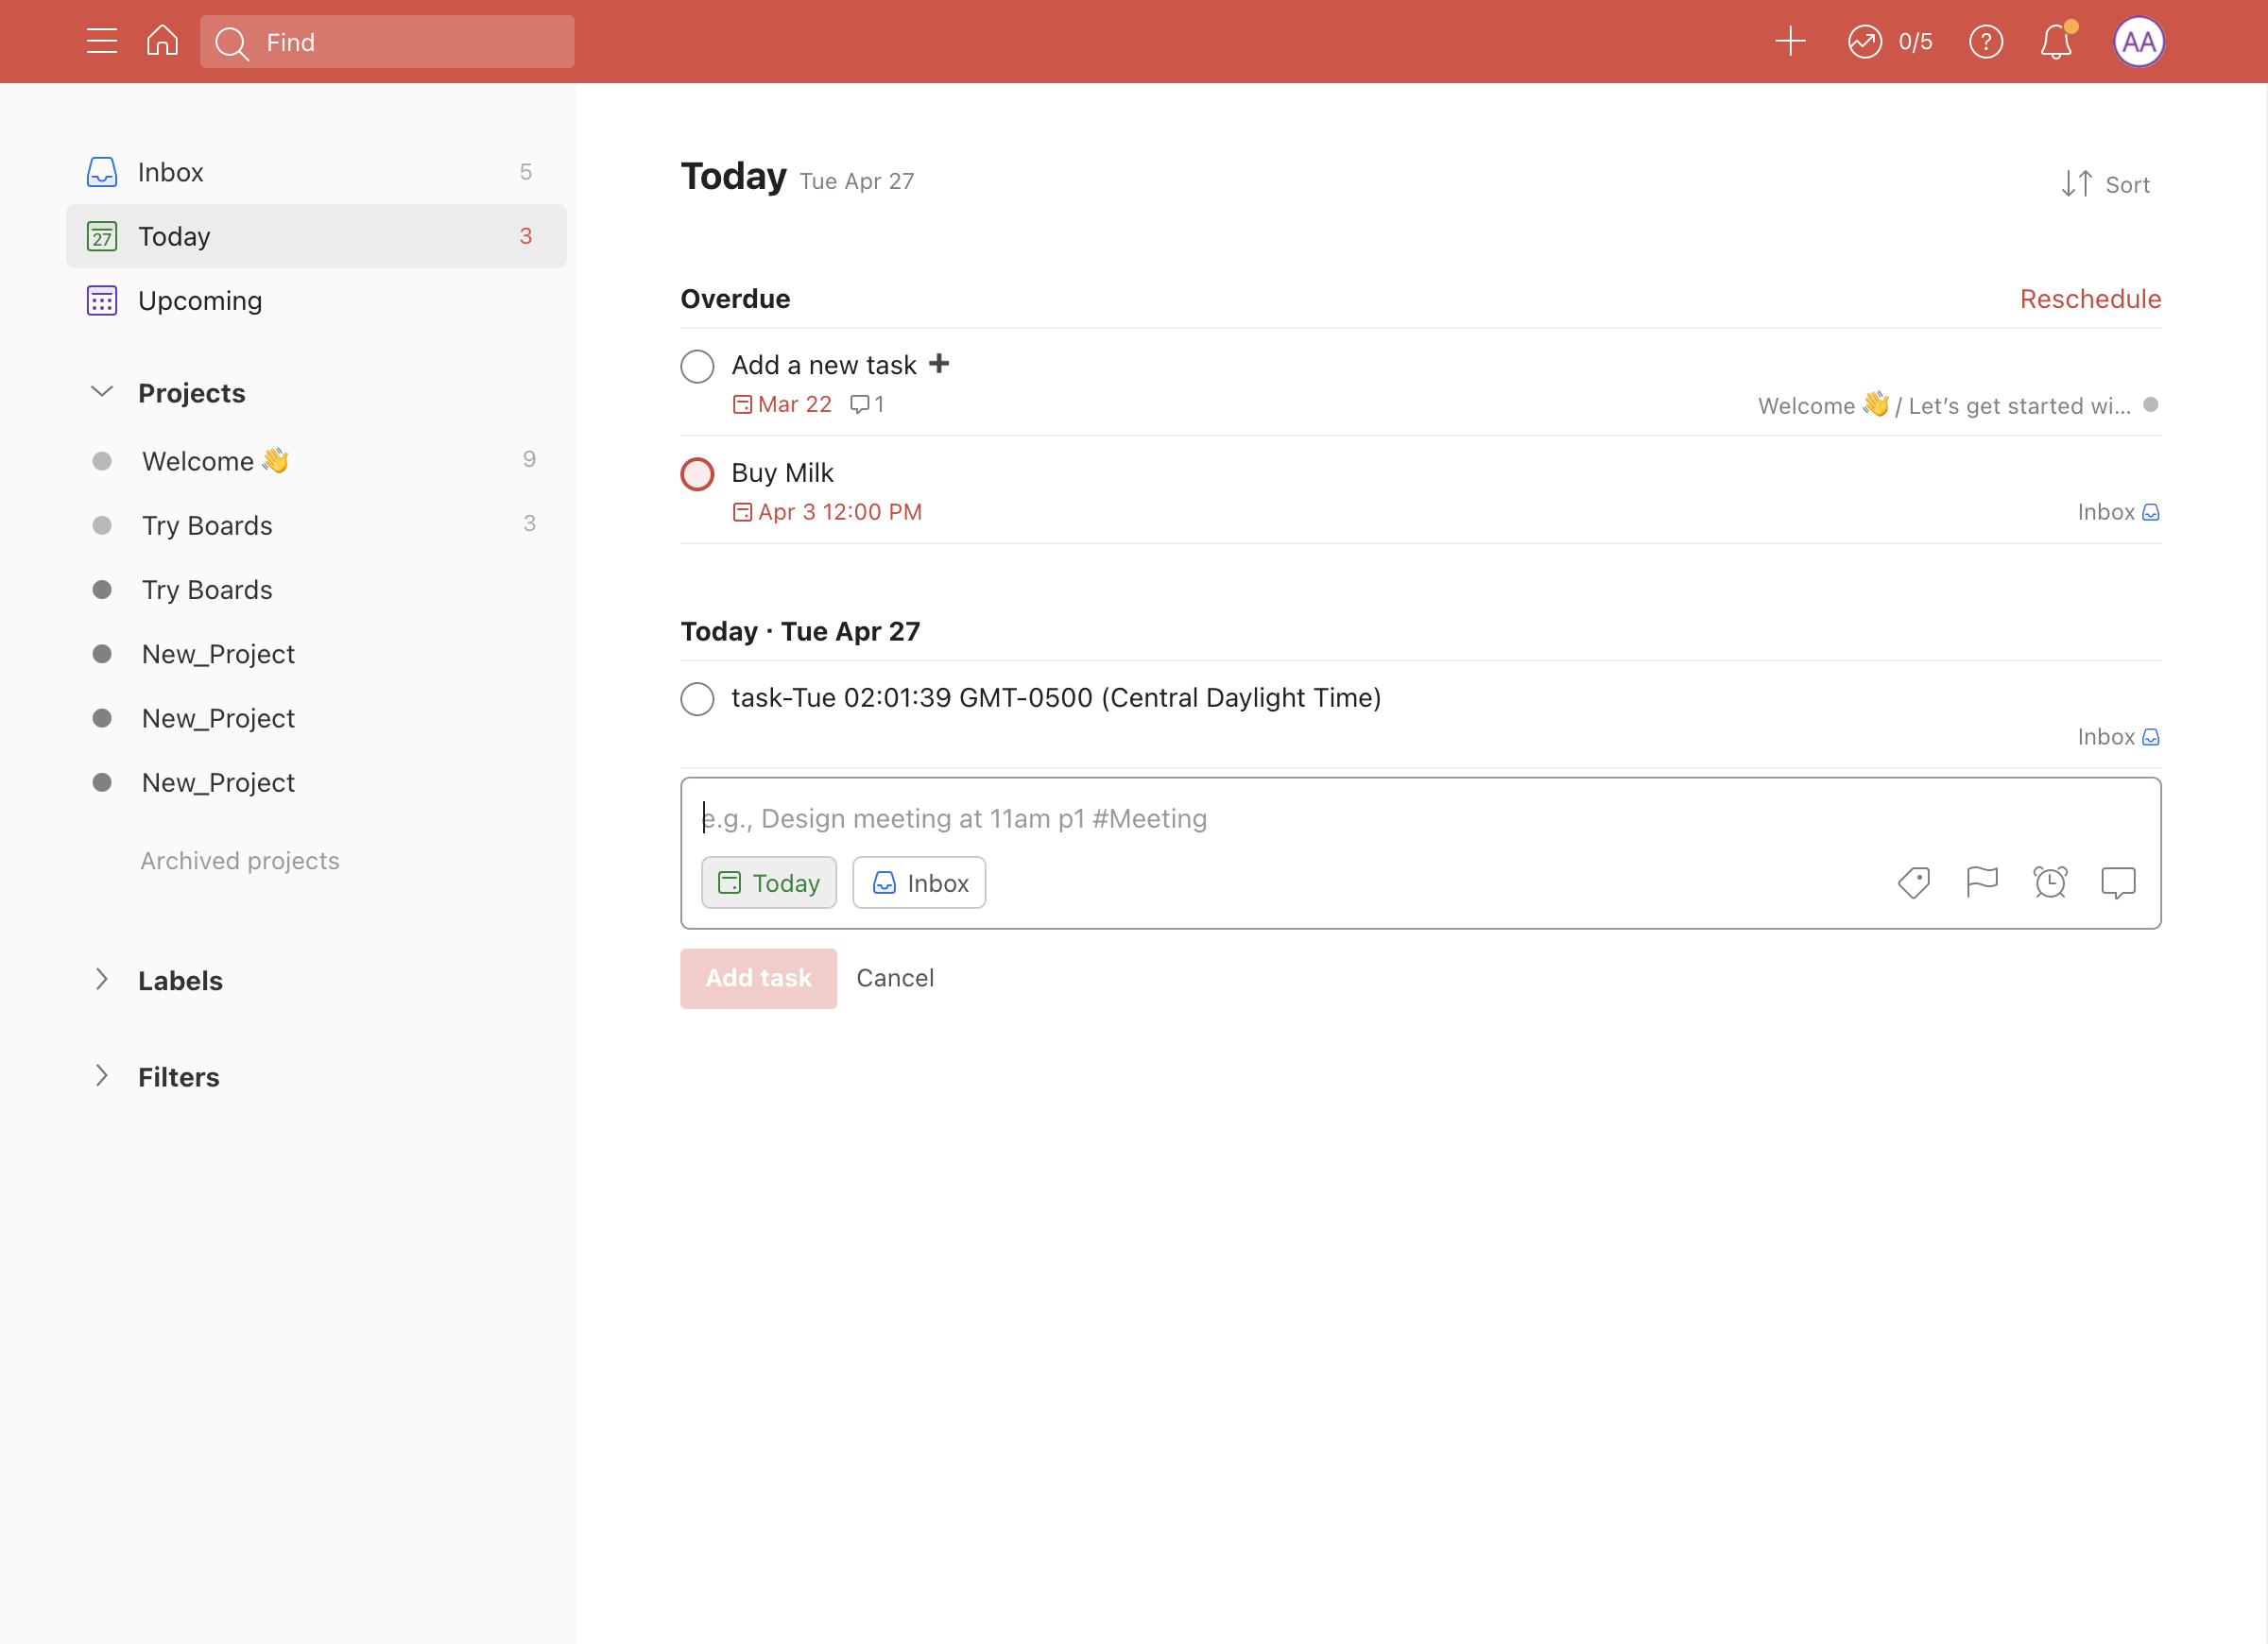 Find
0/5
?
AA
Inbox 5
27 Today 3
Upcoming
Projects
Welcome 👋 9
Try Boards 3
Try Boards
New_Project
New_Project
New_Project
Archived projects
Labels
Filters
Today Tue Apr 27
Sort
Overdue Reschedule
Add a new task ➕
Mar 22 1
Welcome 👋 / Let’s get started wi...
Buy Milk
Apr 3 12:00 PM
Inbox
Today · Tue Apr 27
task-Tue 02:01:39 GMT-0500 (Central Daylight Time)
Inbox
e.g., Design meeting at 11am p1 #Meeting
Today Inbox
Add task Cancel